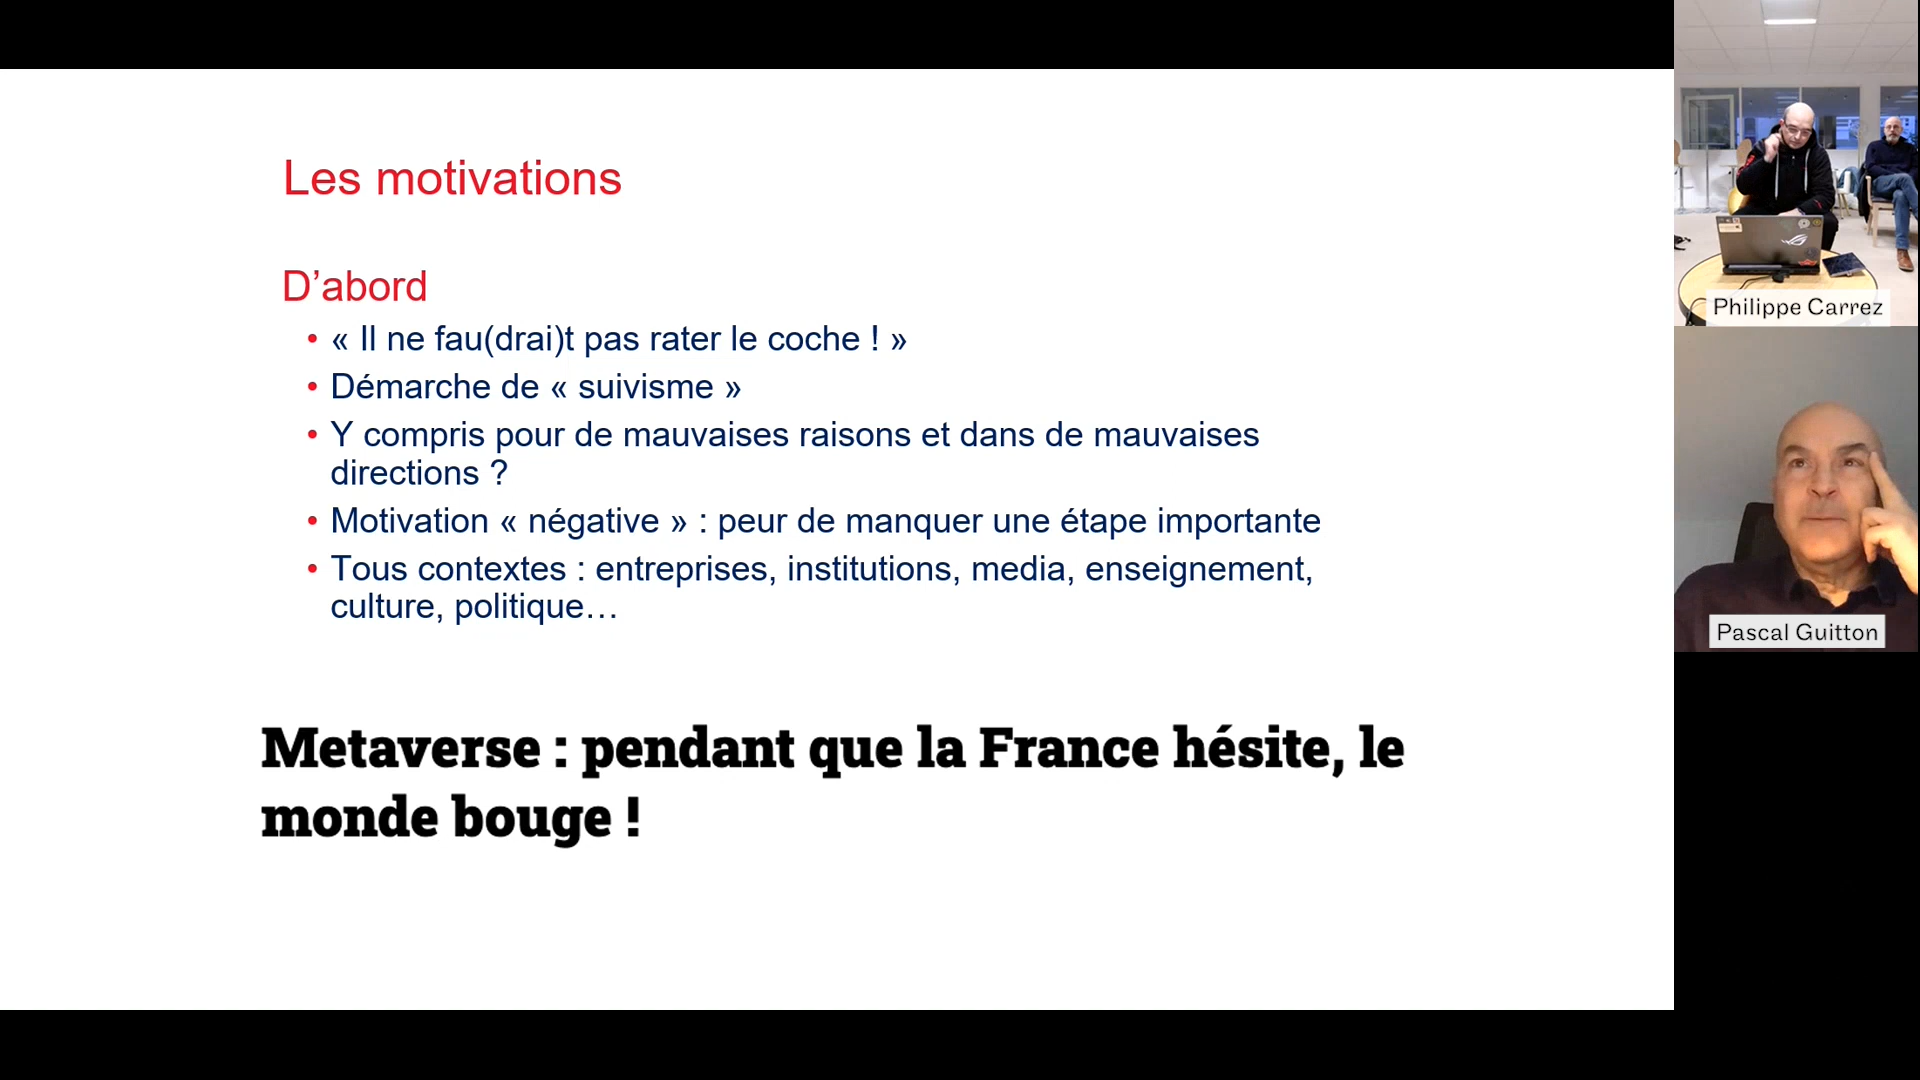 Les motivations
D’abord
• « Il ne fau(drai)t pas rater le coche ! »
• Démarche de « suivisme »
• Y compris pour de mauvaises raisons et dans de mauvaises
directions ?
• Motivation « négative » : peur de manquer une étape importante
• Tous contextes : entreprises, institutions, media, enseignement,
culture, politique…
Metaverse : pendant que la France hésite, le
monde bouge !
Philippe Carrez
Pascal Guitton